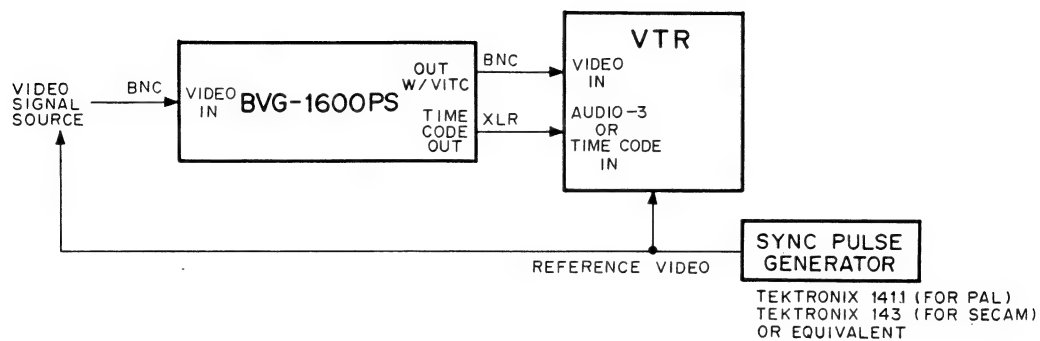 VIDEO
SIGNAL
SOURCE
BNC
VIDEO
IN
BVG-1600PS
OUT
W/VITC
TIME
CODE
OUT
BNC
XLR
VTR
VIDEO
IN
AUDIO-3
OR
TIME CODE
IN
REFERENCE VIDEO
SYNC PULSE
GENERATOR
TEKTRONIX 1411 (FOR PAL)
TEKTRONIX 143 (FOR SECAM)
OR EQUIVALENT